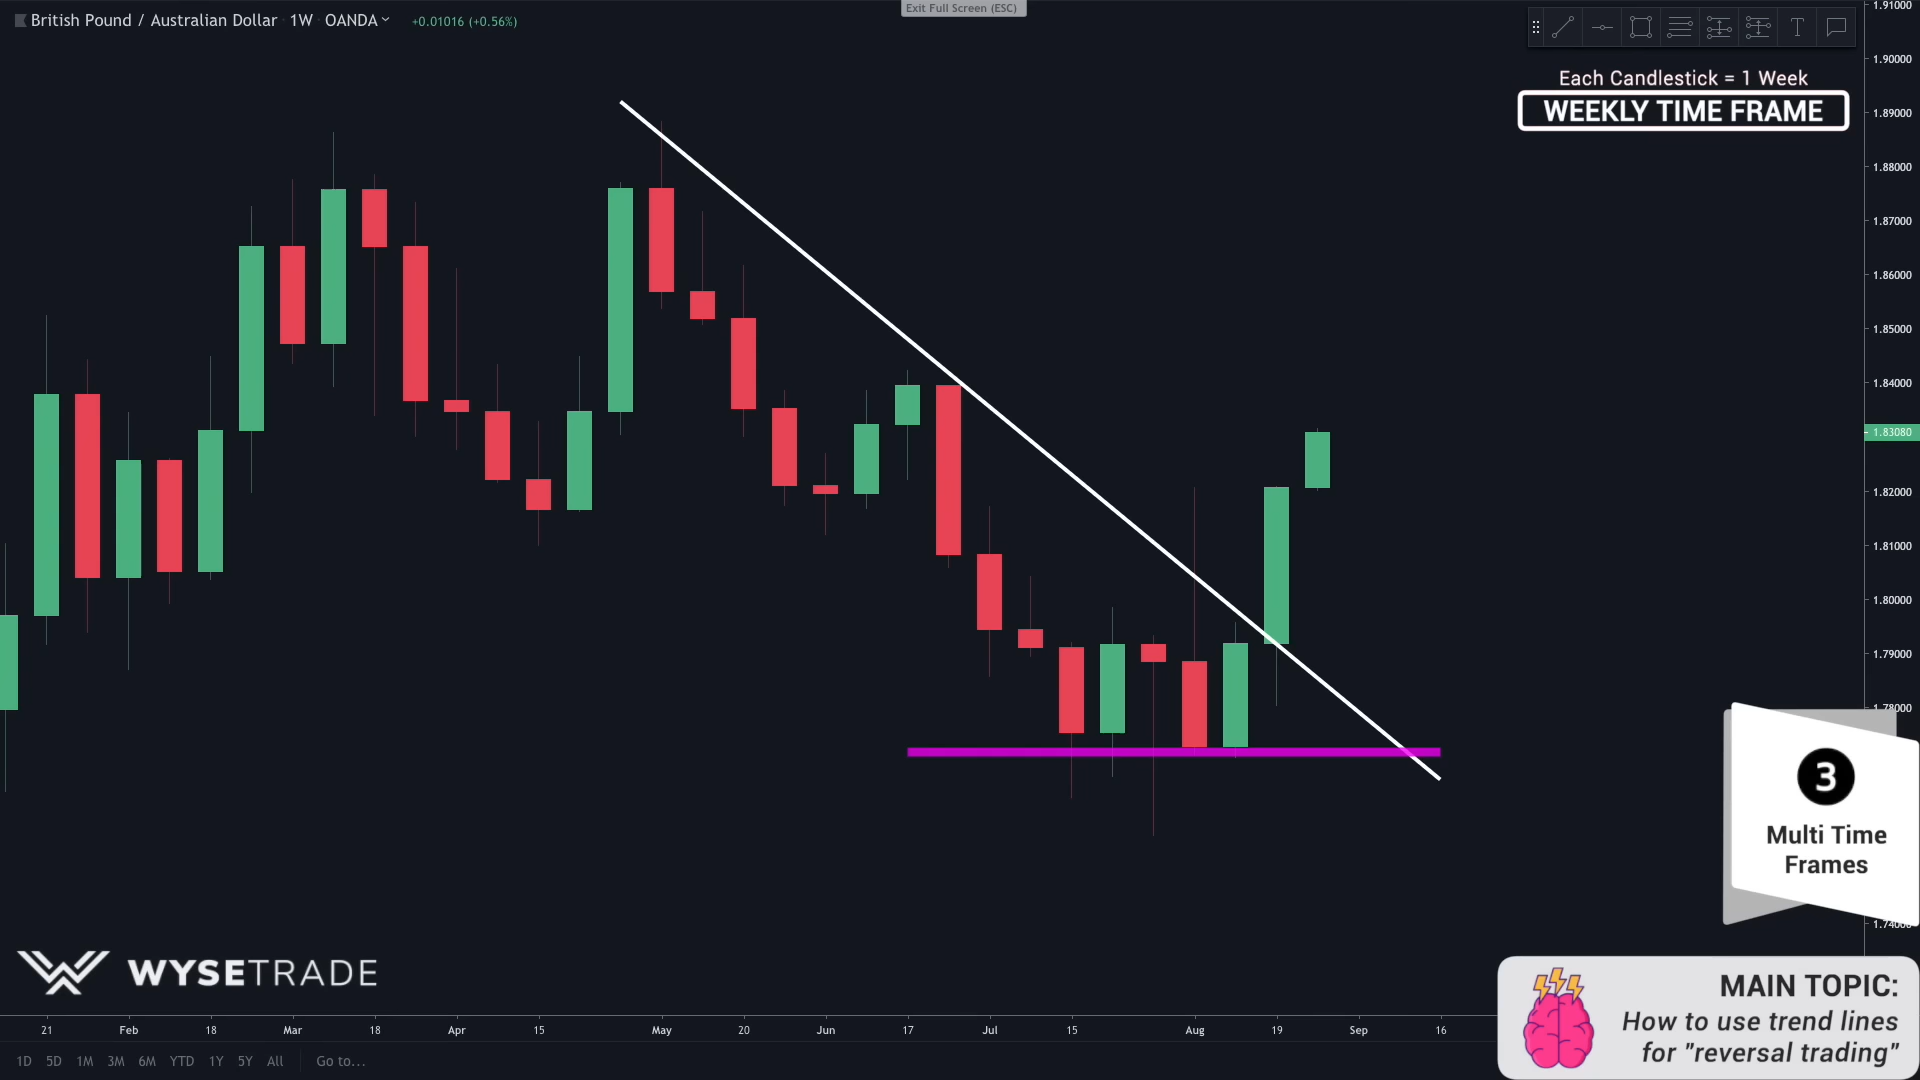 Exit Full Screen (ESC)
British Pound / Australian Dollar · 1W · OANDA +0.01016 (+0.56%)
T
Each Candlestick = 1 Week
WEEKLY TIME FRAME
1.91000
1.90000
1.89000
1.88000
1.87000
1.86000
1.85000
1.84000
1.83080
1.82000
1.81000
1.80000
1.79000
1.78000
1.74000
3
Multi Time
Frames
WYSETRADE
MAIN TOPIC:
How to use trend lines
for "reversal trading"
21 Feb 18 Mar 18 Apr 15 May 20 Jun 17 Jul 15 Aug 19 Sep 16
1D 5D 1M 3M 6M YTD 1Y 5Y All Go to...